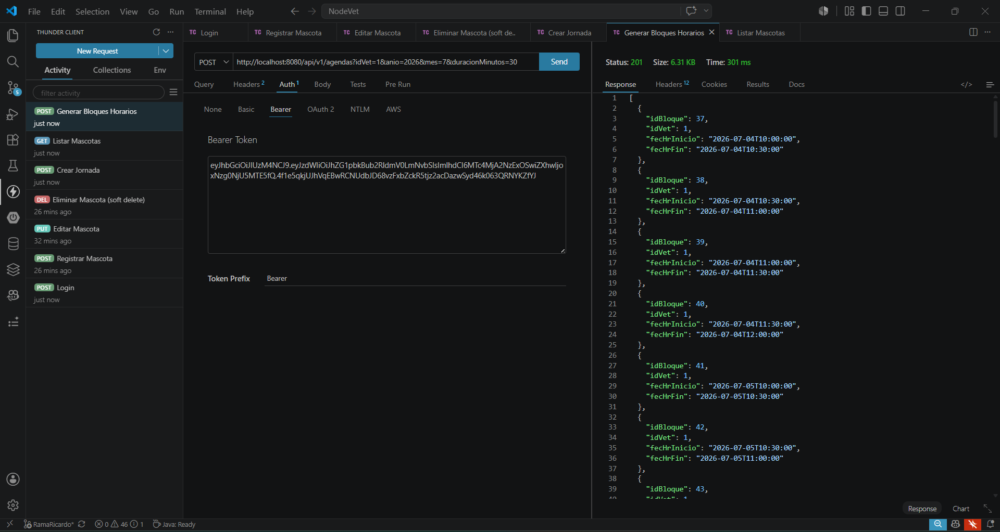 File Edit Selection View Go Run Terminal Help
NodeVet
THUNDER CLIENT
New Request
Activity Collections Env
filter activity
POST Generar Bloques Horarios
just now
GET Listar Mascotas
just now
POST Crear Jornada
just now
DEL Eliminar Mascota (soft delete)
26 mins ago
PUT Editar Mascota
32 mins ago
POST Registrar Mascota
26 mins ago
POST Login
just now
TC Login
TC Registrar Mascota
TC Editar Mascota
TC Eliminar Mascota (soft de..
TC Crear Jornada
TC Generar Bloques Horarios
TC Listar Mascotas
POST
http://localhost:8080/api/v1/agendas?idVet=1&anio=2026&mes=7&duracionMinutos=30
Send
Query Headers 2 Auth 1 Body Tests Pre Run
None Basic Bearer OAuth 2 NTLM AWS
Bearer Token
Token Prefix Bearer
Status: 201 Size: 6.31 KB Time: 301 ms
Response Headers 12 Cookies Results Docs
</>
1 [
2 {
3 "idBloque": 37,
4 "idVet": 1,
5 "fecHrInicio": "2026-07-04T10:00:00",
6 "fecHrFin": "2026-07-04T10:30:00"
7 },
8 {
9 "idBloque": 38,
10 "idVet": 1,
11 "fecHrInicio": "2026-07-04T10:30:00",
12 "fecHrFin": "2026-07-04T11:00:00"
13 },
14 {
15 "idBloque": 39,
16 "idVet": 1,
17 "fecHrInicio": "2026-07-04T11:00:00",
18 "fecHrFin": "2026-07-04T11:30:00"
19 },
20 {
21 "idBloque": 40,
22 "idVet": 1,
23 "fecHrInicio": "2026-07-04T11:30:00",
24 "fecHrFin": "2026-07-04T12:00:00"
25 },
26 {
27 "idBloque": 41,
28 "idVet": 1,
29 "fecHrInicio": "2026-07-05T10:00:00",
30 "fecHrFin": "2026-07-05T10:30:00"
31 },
32 {
33 "idBloque": 42,
34 "idVet": 1,
35 "fecHrInicio": "2026-07-05T10:30:00",
36 "fecHrFin": "2026-07-05T11:00:00"
37 },
38 {
39 "idBloque": 43,
Response Chart
5
RamaRicardo* 0 46 1 Java: Ready